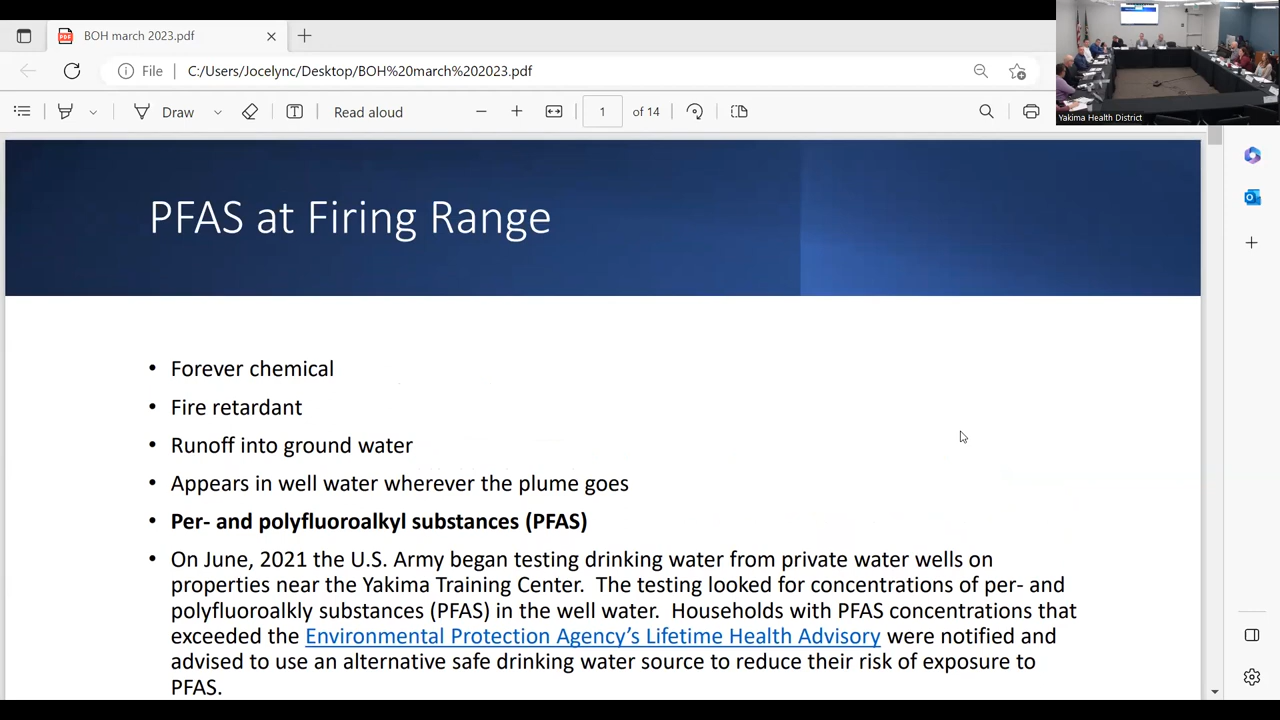 BOH march 2023.pdf
File
C:/Users/Jocelync/Desktop/BOH%20march%202023.pdf
Draw
Read aloud
1
of 14
Yakima Health District
PFAS at Firing Range
• Forever chemical
• Fire retardant
• Runoff into ground water
• Appears in well water wherever the plume goes
• Per- and polyfluoroalkyl substances (PFAS)
• On June, 2021 the U.S. Army began testing drinking water from private water wells on
properties near the Yakima Training Center. The testing looked for concentrations of per- and
polyfluoroalkly substances (PFAS) in the well water. Households with PFAS concentrations that
exceeded the Environmental Protection Agency’s Lifetime Health Advisory were notified and
advised to use an alternative safe drinking water source to reduce their risk of exposure to
PFAS.